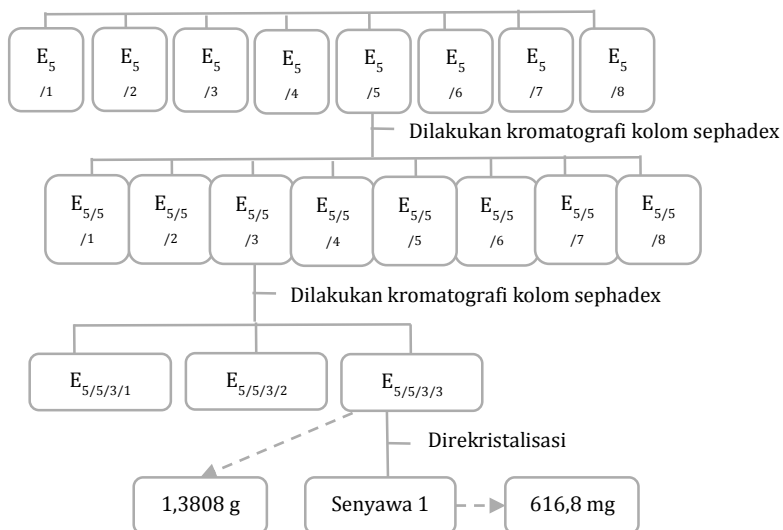 E5 E5 E5 E5 E5 E5 E5 E5
/1 /2 /3 /4 /5 /6 /7 /8
Dilakukan kromatografi kolom sephadex
E5/5 E5/5 E5/5 E5/5 E5/5 E5/5 E5/5 E5/5
/1 /2 /3 /4 /5 /6 /7 /8
Dilakukan kromatografi kolom sephadex
E5/5/3/1 E5/5/3/2 E5/5/3/3
Direkristalisasi
1,3808 g Senyawa 1 616,8 mg